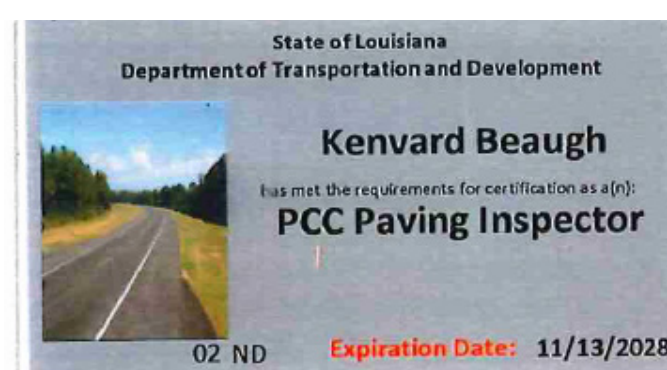 State of Louisiana
Department of Transportation and Development
Kenvard Beaugh
has met the requirements for certification as a(n):
PCC Paving Inspector
02 ND
Expiration Date: 11/13/2028